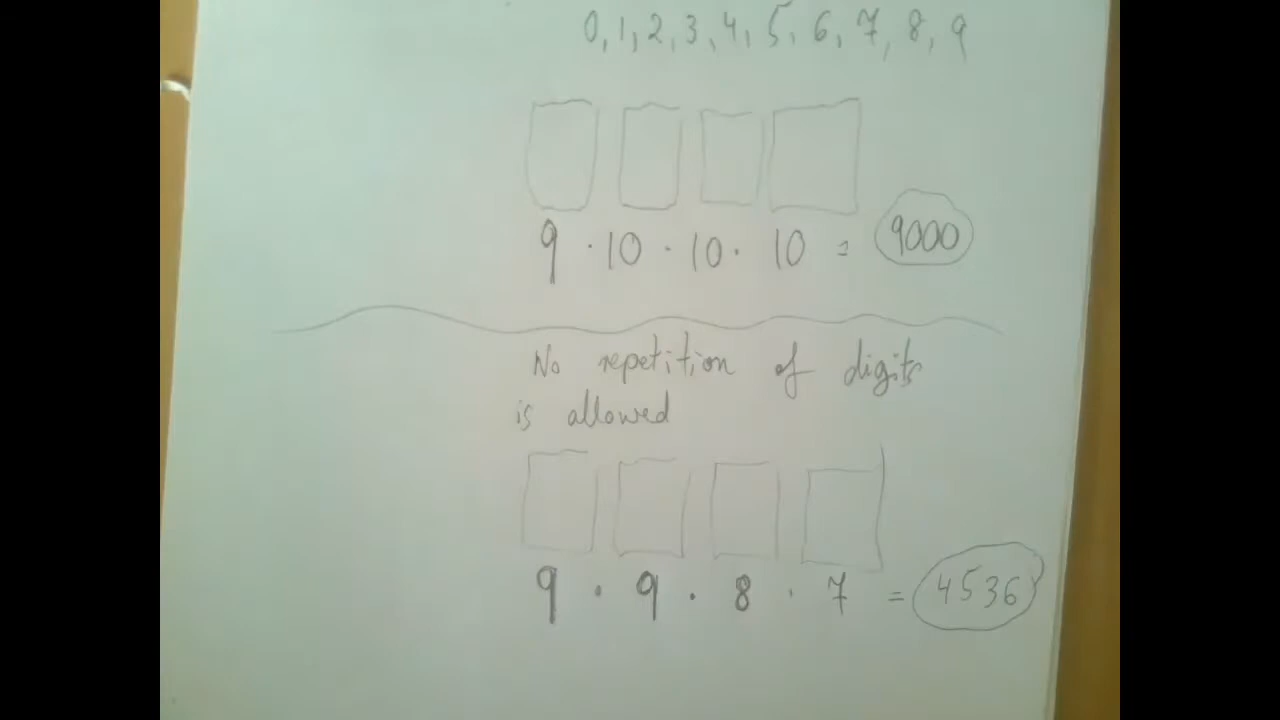 0, 1, 2, 3, 4, 5, 6, 7, 8, 9
9 · 10 · 10 · 10 = 9000
No repetition of digits
is allowed
9 · 9 · 8 · 7 = 4536